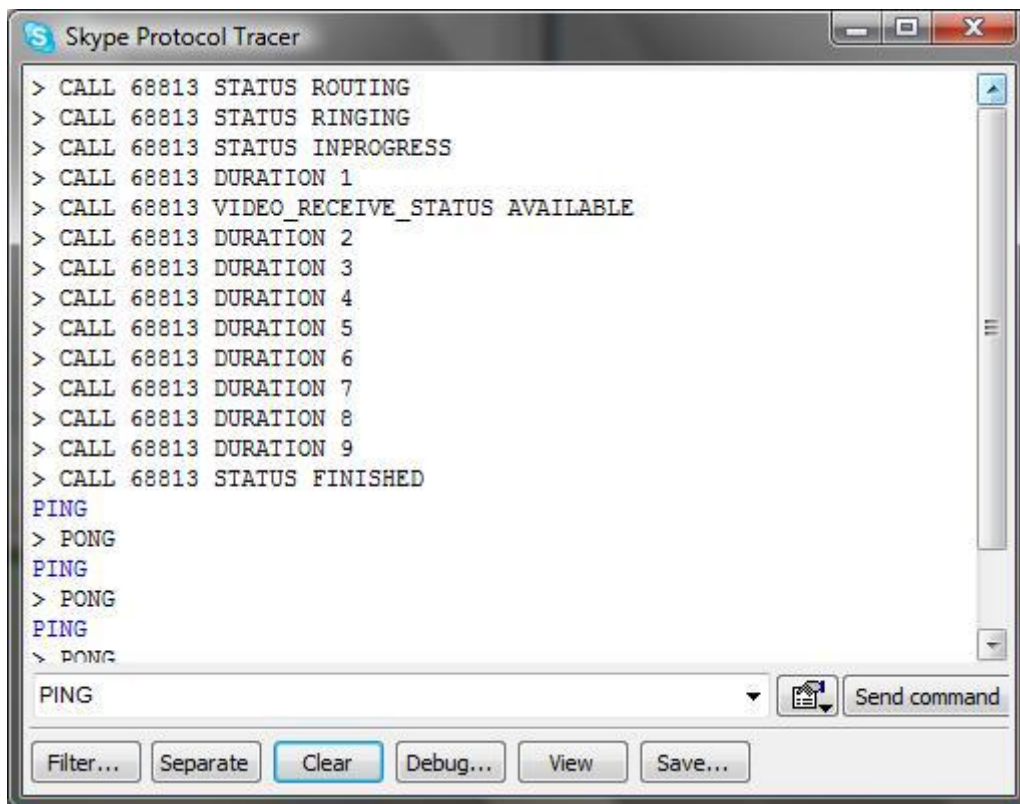 Skype Protocol Tracer
> CALL 68813 STATUS ROUTING
> CALL 68813 STATUS RINGING
> CALL 68813 STATUS INPROGRESS
> CALL 68813 DURATION 1
> CALL 68813 VIDEO_RECEIVE_STATUS AVAILABLE
> CALL 68813 DURATION 2
> CALL 68813 DURATION 3
> CALL 68813 DURATION 4
> CALL 68813 DURATION 5
> CALL 68813 DURATION 6
> CALL 68813 DURATION 7
> CALL 68813 DURATION 8
> CALL 68813 DURATION 9
> CALL 68813 STATUS FINISHED
PING
> PONG
PING
> PONG
PING
> PONG
PING Send command
Filter... Separate Clear Debug... View Save...